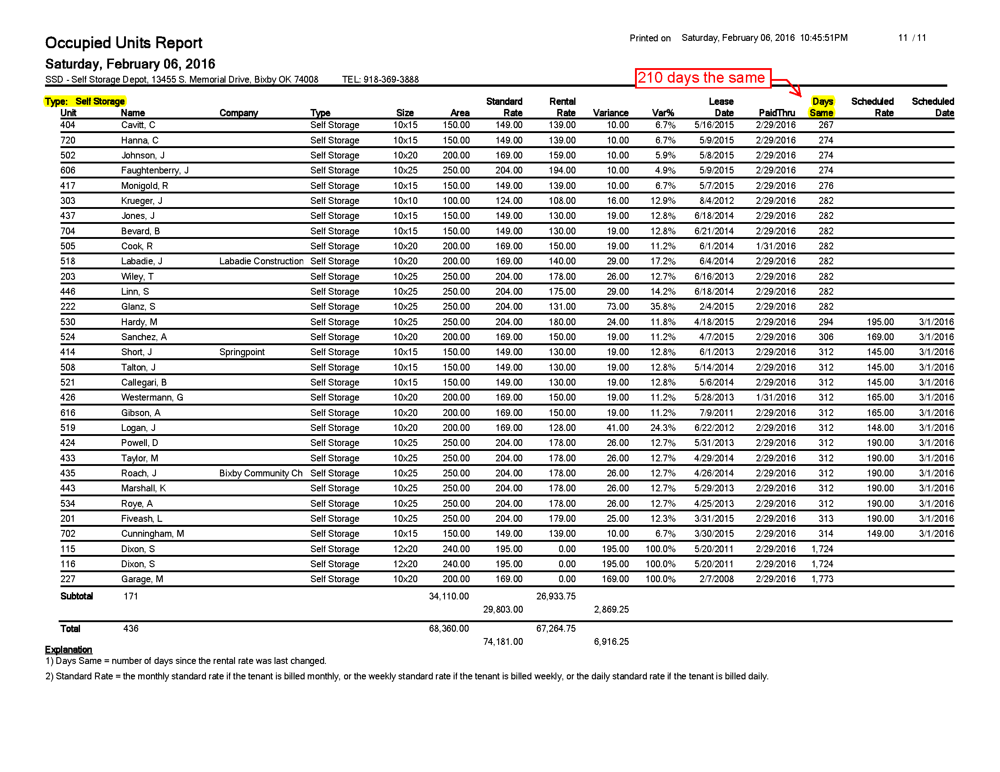 Occupied Units Report
Printed on Saturday, February 06, 2016 10:45:51PM 11 / 11
Saturday, February 06, 2016
SSD - Self Storage Depot, 13455 S. Memorial Drive, Bixby OK 74008 TEL: 918-369-3888
210 days the same
Type: Self Storage Standard Rental Lease Days Scheduled Scheduled
Unit Name Company Type Size Area Rate Rate Variance Var% Date PaidThru Same Rate Date
404 Cavitt, C Self Storage 10x15 150.00 149.00 139.00 10.00 6.7% 5/16/2015 2/29/2016 267
720 Hanna, C Self Storage 10x15 150.00 149.00 139.00 10.00 6.7% 5/9/2015 2/29/2016 274
502 Johnson, J Self Storage 10x20 200.00 169.00 159.00 10.00 5.9% 5/8/2015 2/29/2016 274
606 Faughtenberry, J Self Storage 10x25 250.00 204.00 194.00 10.00 4.9% 5/9/2015 2/29/2016 274
417 Monigold, R Self Storage 10x15 150.00 149.00 139.00 10.00 6.7% 5/7/2015 2/29/2016 276
303 Krueger, J Self Storage 10x10 100.00 124.00 108.00 16.00 12.9% 8/4/2012 2/29/2016 282
437 Jones, J Self Storage 10x15 150.00 149.00 130.00 19.00 12.8% 6/18/2014 2/29/2016 282
704 Bevard, B Self Storage 10x15 150.00 149.00 130.00 19.00 12.8% 6/21/2014 2/29/2016 282
505 Cook, R Self Storage 10x20 200.00 169.00 150.00 19.00 11.2% 6/1/2014 1/31/2016 282
518 Labadie, J Labadie Construction Self Storage 10x20 200.00 169.00 140.00 29.00 17.2% 6/4/2014 2/29/2016 282
203 Wiley, T Self Storage 10x25 250.00 204.00 178.00 26.00 12.7% 6/16/2013 2/29/2016 282
446 Linn, S Self Storage 10x25 250.00 204.00 175.00 29.00 14.2% 6/18/2014 2/29/2016 282
222 Glanz, S Self Storage 10x25 250.00 204.00 131.00 73.00 35.8% 2/4/2015 2/29/2016 282
530 Hardy, M Self Storage 10x25 250.00 204.00 180.00 24.00 11.8% 4/18/2015 2/29/2016 294 195.00 3/1/2016
524 Sanchez, A Self Storage 10x20 200.00 169.00 150.00 19.00 11.2% 4/7/2015 2/29/2016 306 169.00 3/1/2016
414 Short, J Springpoint Self Storage 10x15 150.00 149.00 130.00 19.00 12.8% 6/1/2013 2/29/2016 312 145.00 3/1/2016
508 Talton, J Self Storage 10x15 150.00 149.00 130.00 19.00 12.8% 5/14/2014 2/29/2016 312 145.00 3/1/2016
521 Callegari, B Self Storage 10x15 150.00 149.00 130.00 19.00 12.8% 5/6/2014 2/29/2016 312 145.00 3/1/2016
426 Westermann, G Self Storage 10x20 200.00 169.00 150.00 19.00 11.2% 5/28/2013 1/31/2016 312 165.00 3/1/2016
616 Gibson, A Self Storage 10x20 200.00 169.00 150.00 19.00 11.2% 7/9/2011 2/29/2016 312 165.00 3/1/2016
519 Logan, J Self Storage 10x20 200.00 169.00 128.00 41.00 24.3% 6/22/2012 2/29/2016 312 148.00 3/1/2016
424 Powell, D Self Storage 10x25 250.00 204.00 178.00 26.00 12.7% 5/31/2013 2/29/2016 312 190.00 3/1/2016
433 Taylor, M Self Storage 10x25 250.00 204.00 178.00 26.00 12.7% 4/29/2014 2/29/2016 312 190.00 3/1/2016
435 Roach, J Bixby Community Ch Self Storage 10x25 250.00 204.00 178.00 26.00 12.7% 4/26/2014 2/29/2016 312 190.00 3/1/2016
443 Marshall, K Self Storage 10x25 250.00 204.00 178.00 26.00 12.7% 5/29/2013 2/29/2016 312 190.00 3/1/2016
534 Roye, A Self Storage 10x25 250.00 204.00 178.00 26.00 12.7% 4/25/2013 2/29/2016 312 190.00 3/1/2016
201 Fiveash, L Self Storage 10x25 250.00 204.00 179.00 25.00 12.3% 3/31/2015 2/29/2016 313 190.00 3/1/2016
702 Cunningham, M Self Storage 10x15 150.00 149.00 139.00 10.00 6.7% 3/30/2015 2/29/2016 314 149.00 3/1/2016
115 Dixon, S Self Storage 12x20 240.00 195.00 0.00 195.00 100.0% 5/20/2011 2/29/2016 1,724
116 Dixon, S Self Storage 12x20 240.00 195.00 0.00 195.00 100.0% 5/20/2011 2/29/2016 1,724
227 Garage, M Self Storage 10x20 200.00 169.00 0.00 169.00 100.0% 2/7/2008 2/29/2016 1,773
Subtotal 171 34,110.00 26,933.75
29,803.00 2,869.25
Total 436 68,360.00 67,264.75
74,181.00 6,916.25
Explanation
1) Days Same = number of days since the rental rate was last changed.
2) Standard Rate = the monthly standard rate if the tenant is billed monthly, or the weekly standard rate if the tenant is billed weekly, or the daily standard rate if the tenant is billed daily.